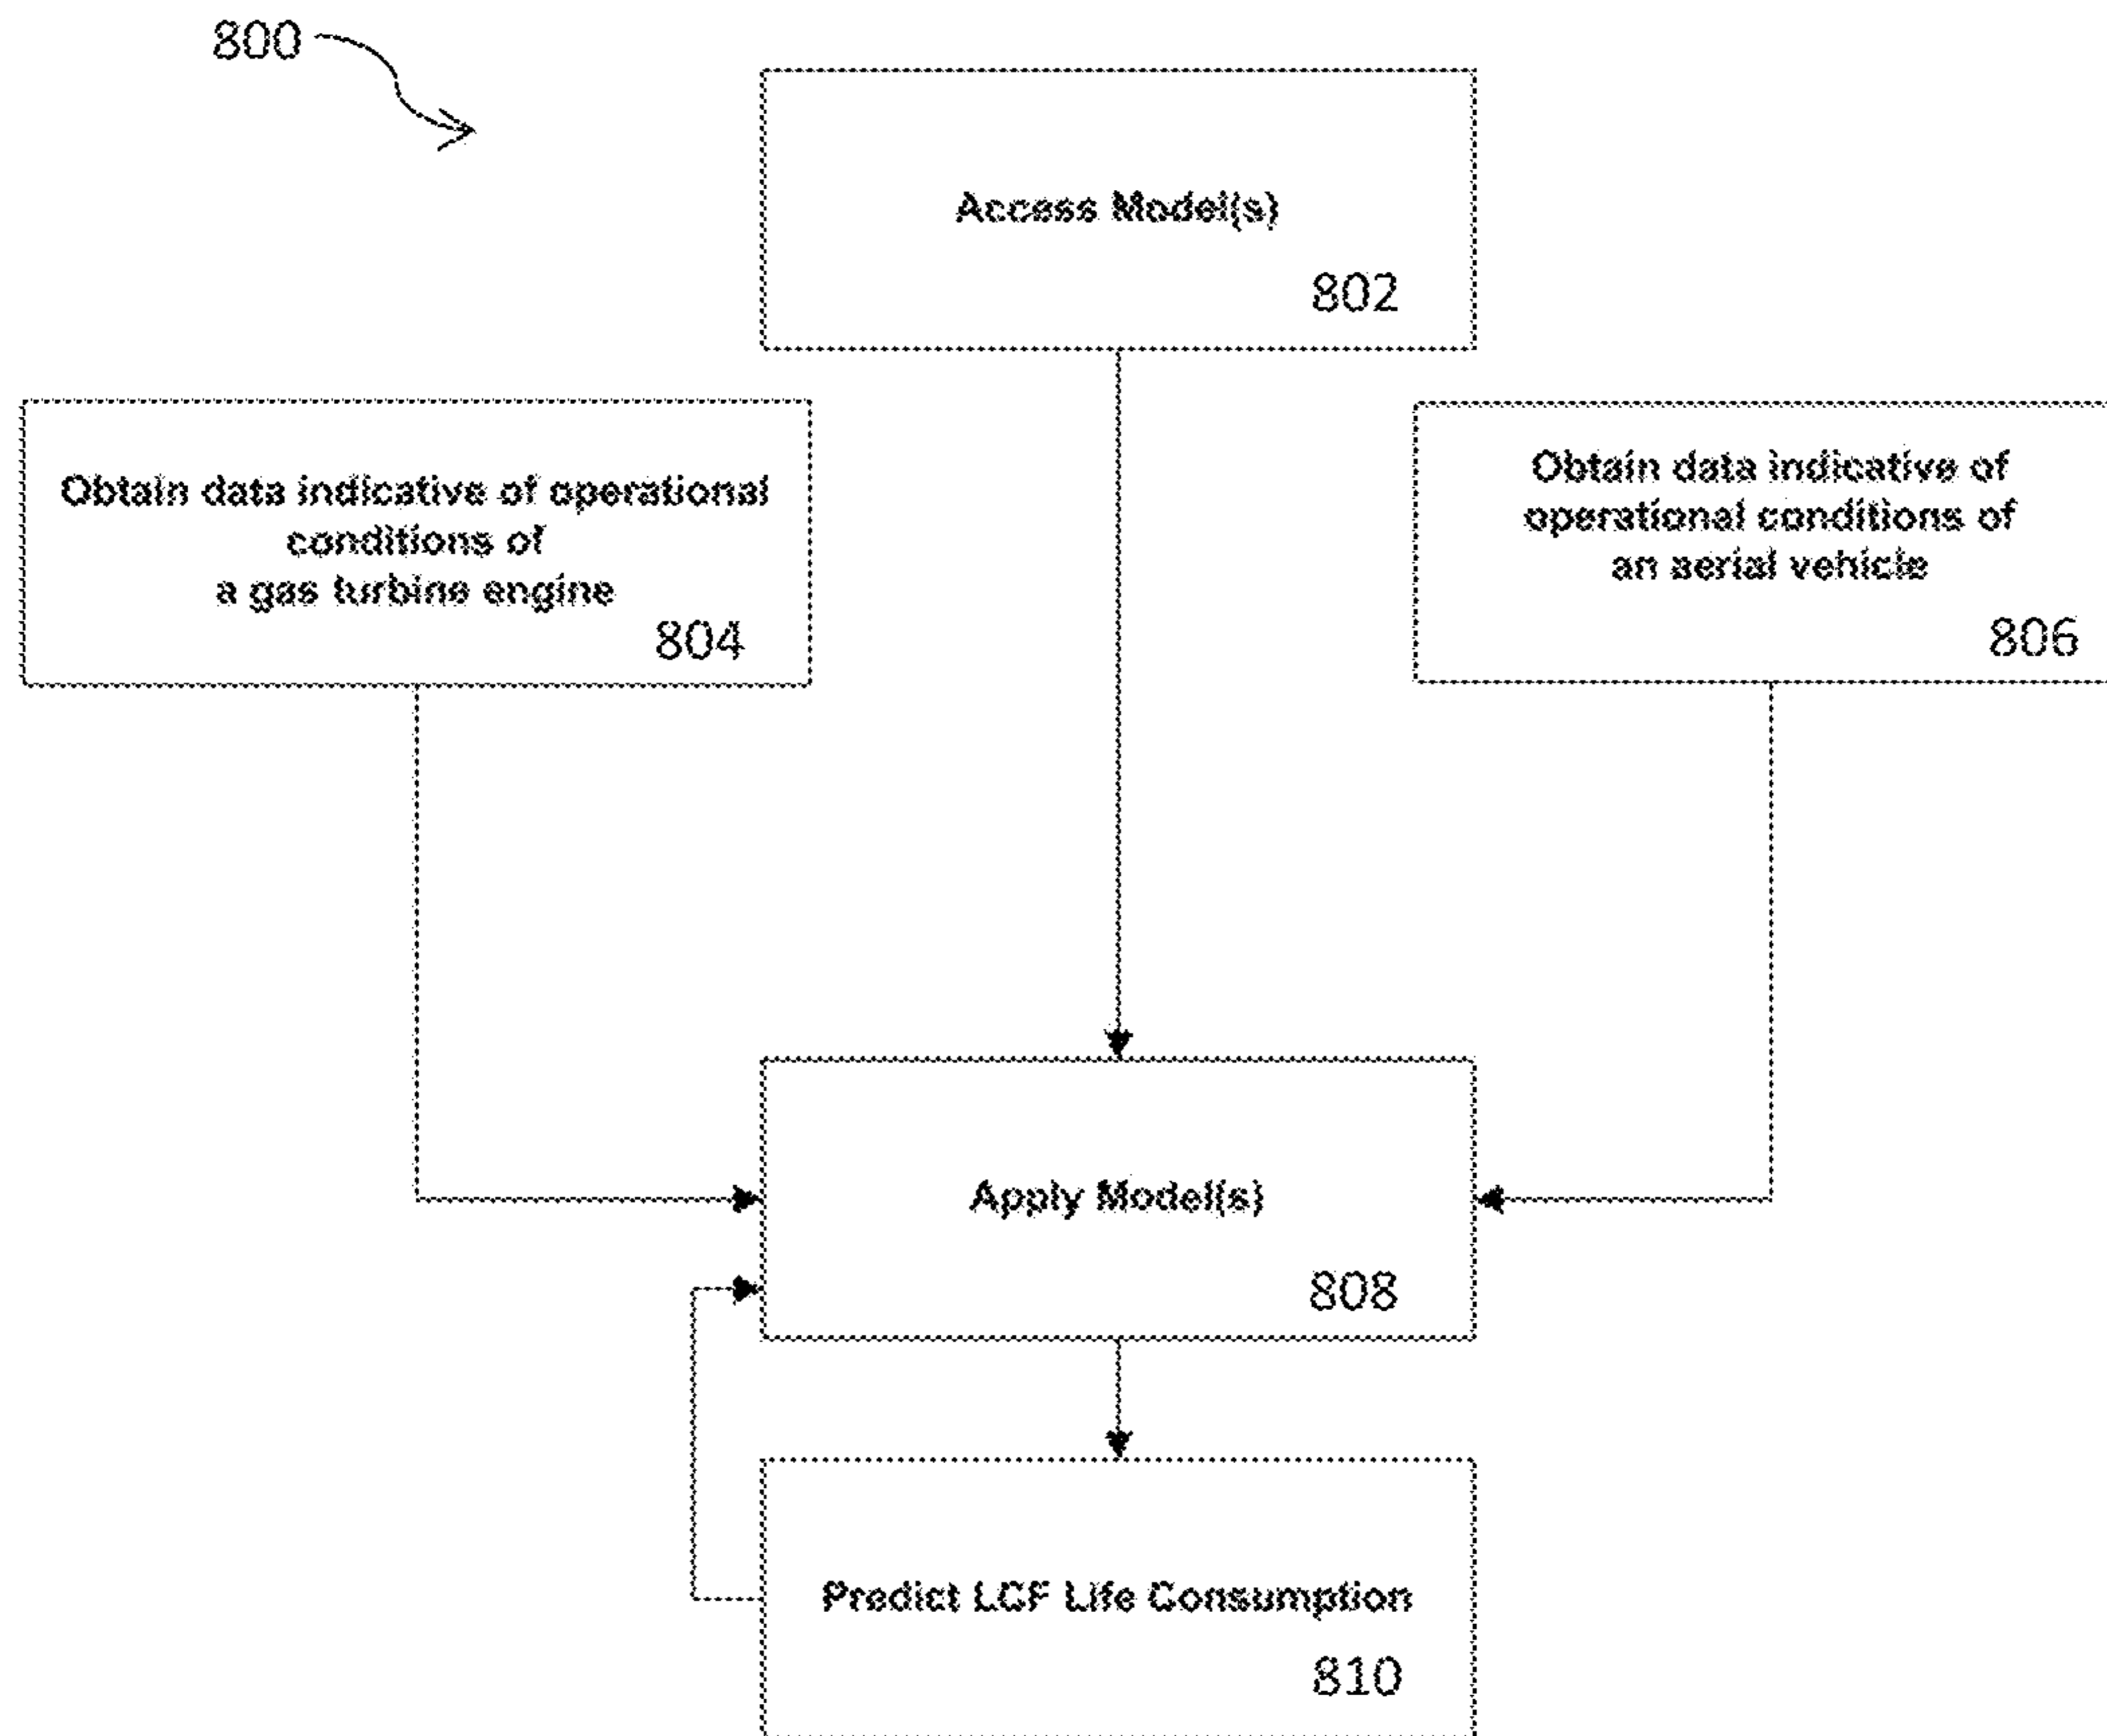 800
Access Model(s)
802
Obtain data indicative of operational
conditions of
a gas turbine engine
804
Obtain data indicative of
operational conditions of
an aerial vehicle
806
Apply Model(s)
808
Predict LCF Life Consumption
810